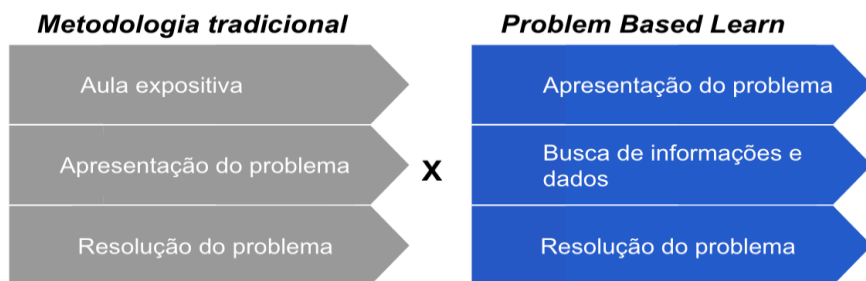 Metodologia tradicional
Aula expositiva
Apresentação do problema
Resolução do problema
X
Problem Based Learn
Apresentação do problema
Busca de informações e
dados
Resolução do problema